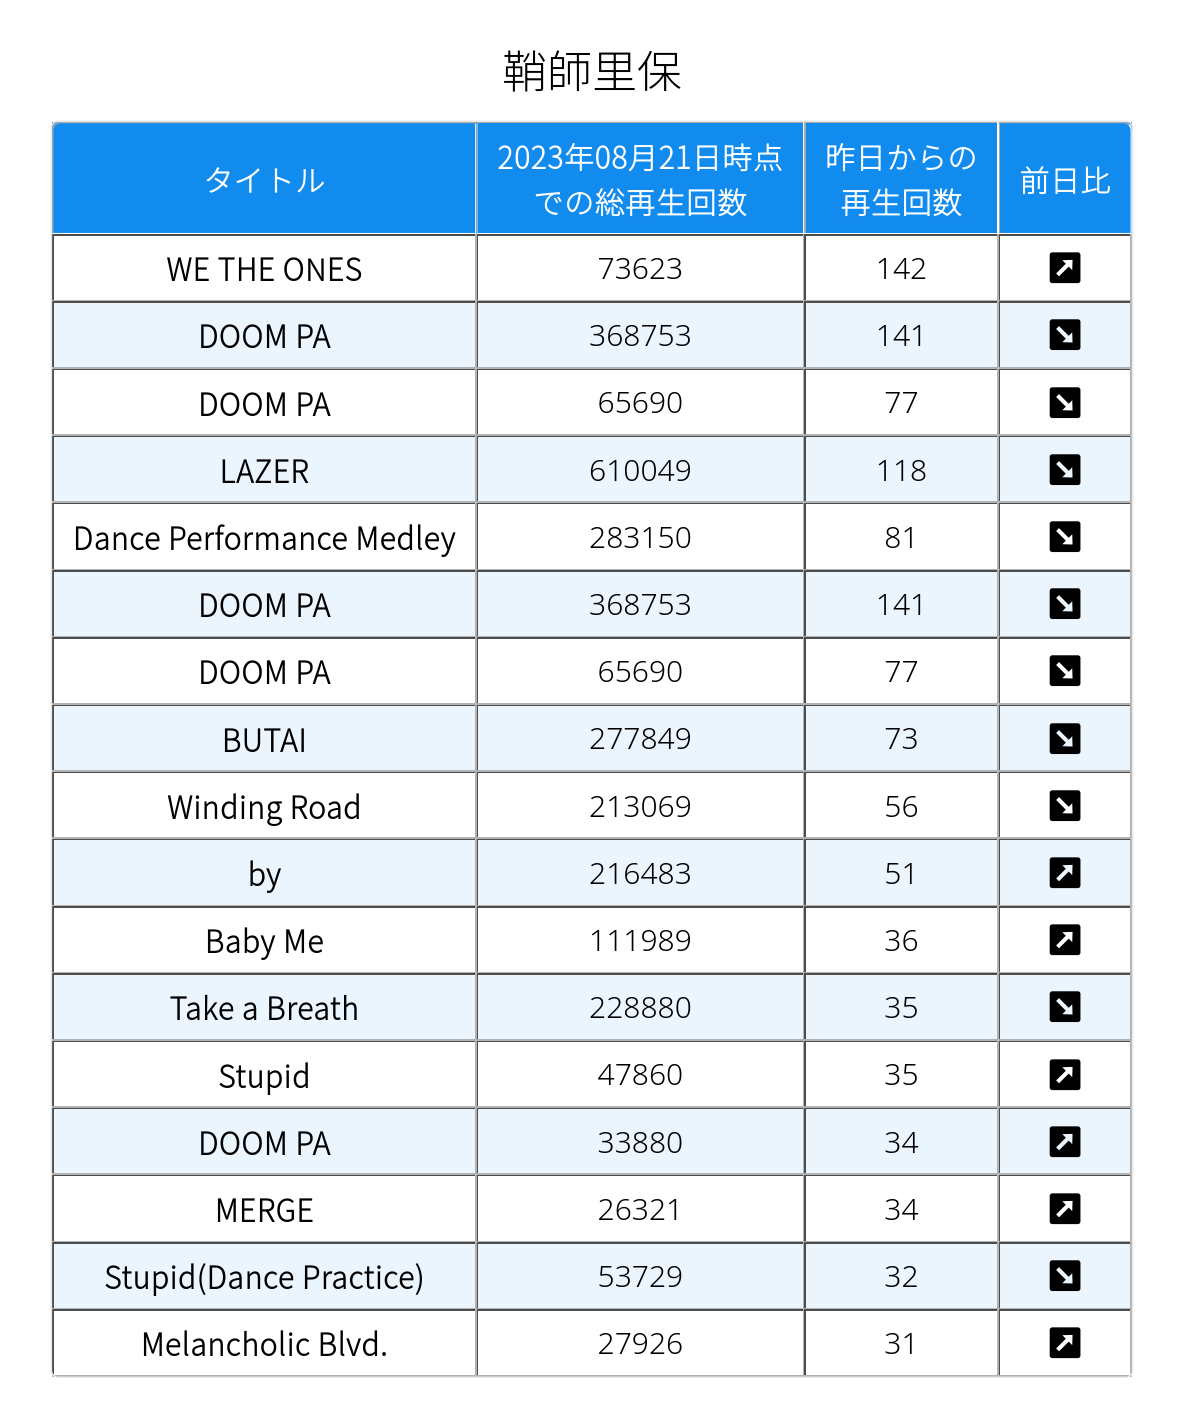 鞘師里保
タイトル 2023年08月21日時点での総再生回数 昨日からの再生回数 前日比
WE THE ONES 73623 142 ↗
DOOM PA 368753 141 ↘
DOOM PA 65690 77 ↘
LAZER 610049 118 ↘
Dance Performance Medley 283150 81 ↘
DOOM PA 368753 141 ↘
DOOM PA 65690 77 ↘
BUTAI 277849 73 ↘
Winding Road 213069 56 ↘
by 216483 51 ↗
Baby Me 111989 36 ↗
Take a Breath 228880 35 ↘
Stupid 47860 35 ↗
DOOM PA 33880 34 ↗
MERGE 26321 34 ↗
Stupid(Dance Practice) 53729 32 ↘
Melancholic Blvd. 27926 31 ↗